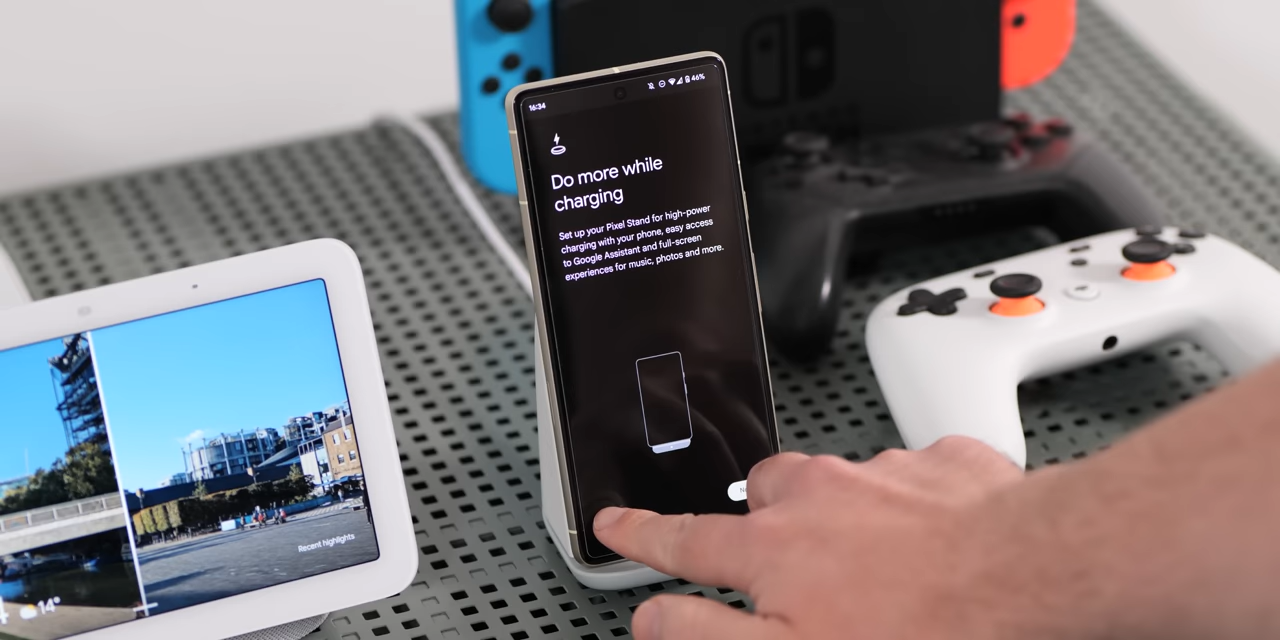 16:34
46%
Do more while
charging
Set up your Pixel Stand for high-power
charging with your phone, easy access
to Google Assistant and full-screen
experiences for music, photos and more.
Recent highlights
14°